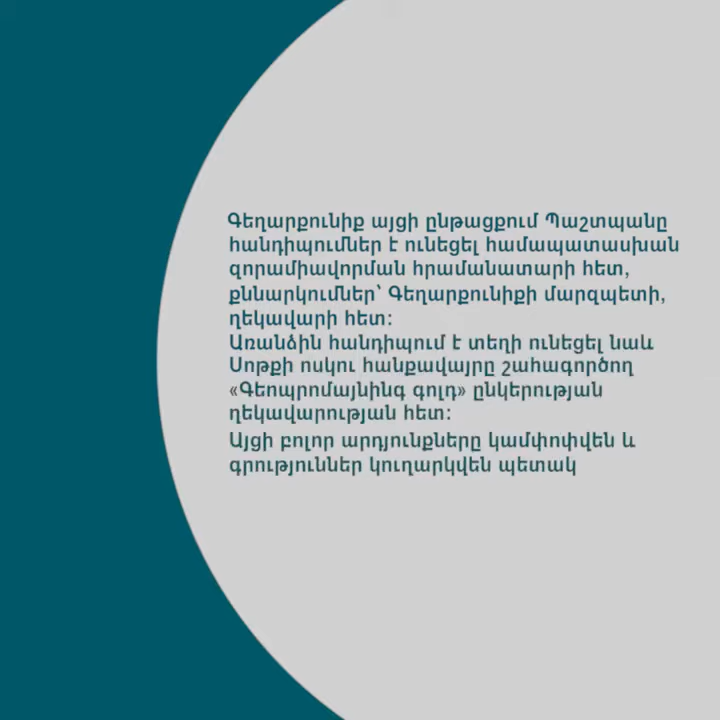 Գեղարքունիք այցի ընթացքում Պաշտպանը
հանդիպումներ է ունեցել համապատասխան
զորամիավորման հրամանատարի հետ,
քննարկումներ՝ Գեղարքունիքի մարզպետի,
ղեկավարի հետ:
Առանձին հանդիպում է տեղի ունեցել նաև
Սոթքի ոսկու հանքավայրը շահագործող
«Գեոպրոմայնինգ գոլդ» ընկերության
ղեկավարության հետ:
Այցի բոլոր արդյունքները կամփոփվեն և
գրություններ կուղարկվեն պետակ